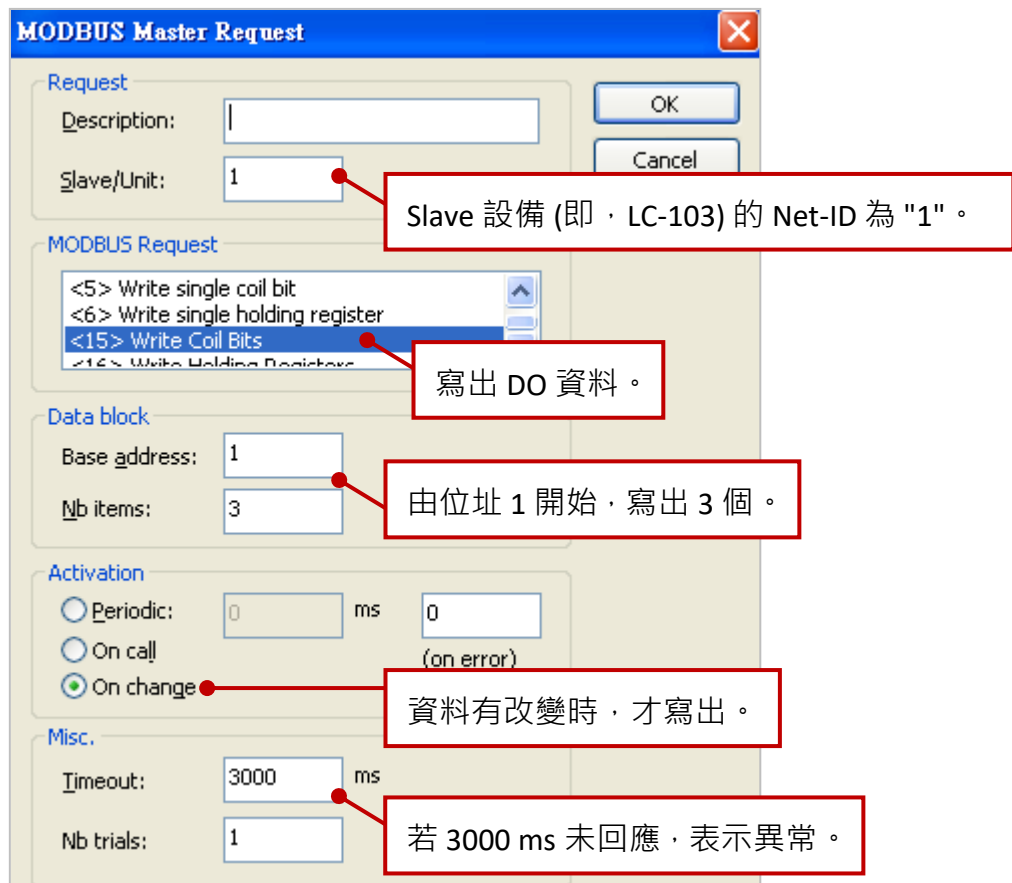 MODBUS Master Request
Request
Description:
OK
Slave/Unit: 1
Cancel
Slave 設備 (即，LC-103) 的 Net-ID 為 "1"。
MODBUS Request
<5> Write single coil bit
<6> Write single holding register
<15> Write Coil Bits
<16> Write Holding Registers
寫出 DO 資料。
Data block
Base address: 1
Nb items: 3
由位址 1 開始，寫出 3 個。
Activation
Periodic: 0 ms 0
On call (on error)
On change
資料有改變時，才寫出。
Misc.
Timeout: 3000 ms
Nb trials: 1
若 3000 ms 未回應，表示異常。